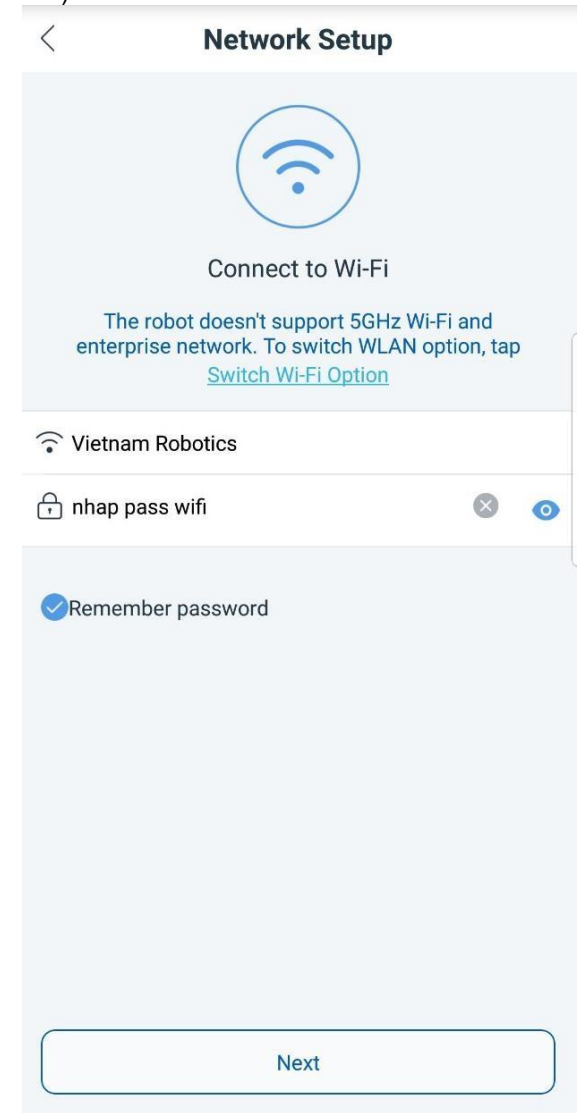 Network Setup
Connect to Wi-Fi
The robot doesn't support 5GHz Wi-Fi and
enterprise network. To switch WLAN option, tap
Switch Wi-Fi Option
Vietnam Robotics
nhap pass wifi
Remember password
Next